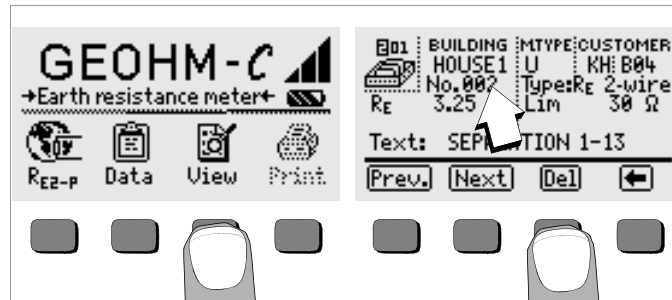 GEOHM-C
→Earth resistance meter←
RE2-P Data View Print
01 BUILDING MTYPE CUSTOMER
HOUSE1 U KH: B04
No.002 Type:RE 2-wire
RE 3.25 Lim 30 Ω
Text: TION 1-13
Prev. Next Del ←